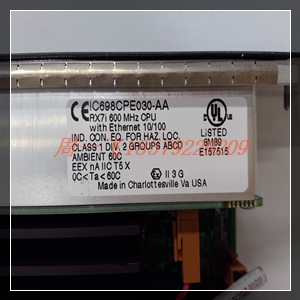 IC698CPE030-AA
RX7i 600 MHz CPU
with Ethernet 10/100
IND. CON. EQ. FOR HAZ. LOC.
CLASS 1 DIV 2 GROUPS ABCD
AMBIENT 60C
EEX nA IIC T5 X
0C<Ta<60C
II 3 G
Made in Charlottesville Va USA
UL
LISTED
E157515